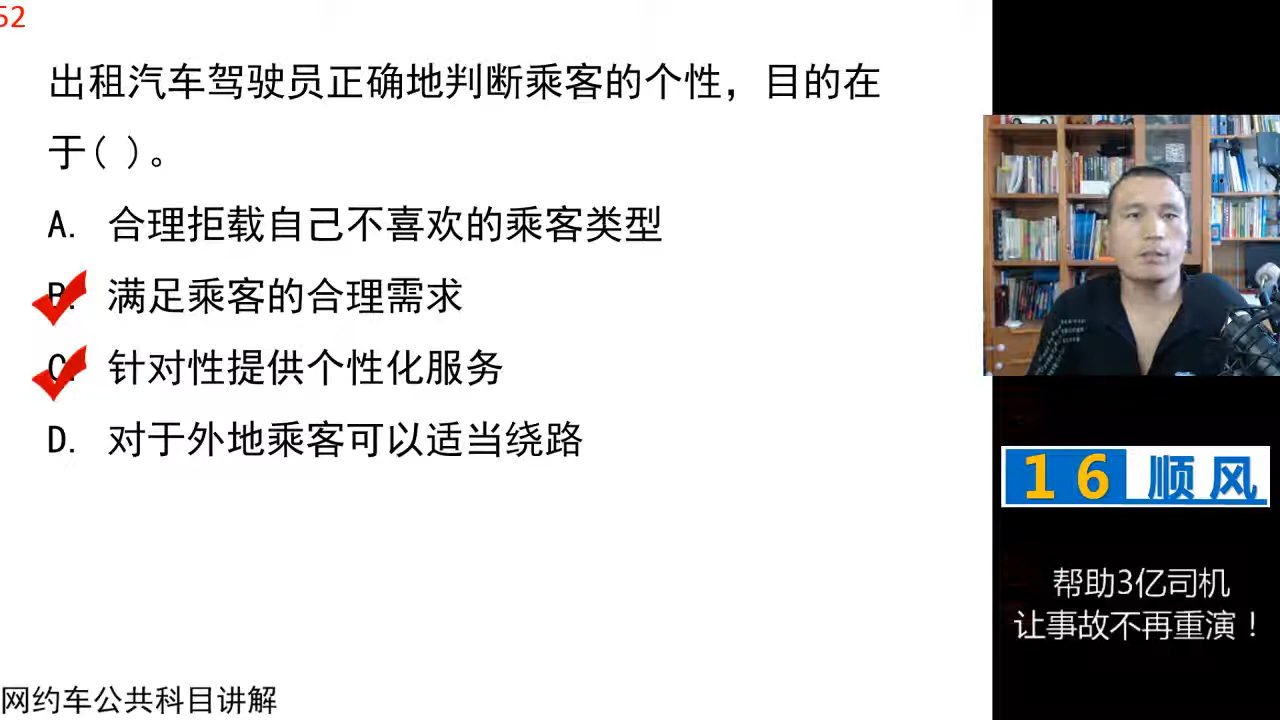 52
出租汽车驾驶员正确地判断乘客的个性，目的在
于( )。
A. 合理拒载自己不喜欢的乘客类型
B. 满足乘客的合理需求
C. 针对性提供个性化服务
D. 对于外地乘客可以适当绕路
16 顺风
帮助3亿司机
让事故不再重演！
网约车公共科目讲解